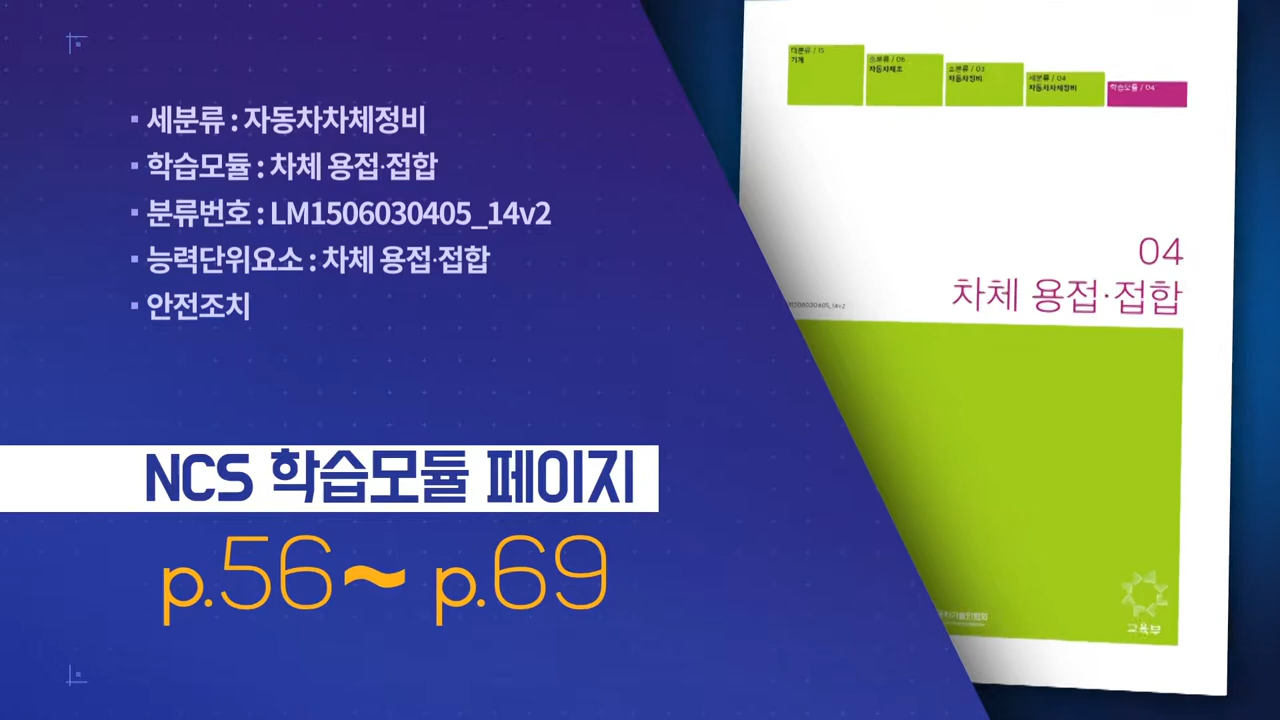 세분류 : 자동차차체정비
학습모듈 : 차체 용접·접합
분류번호 : LM1506030405_14v2
능력단위요소 : 차체 용접·접합
안전조치
NCS 학습모듈 페이지
p.56~ p.69
대분류 / 15
기계
중분류 / 06
자동차제조
소분류 / 03
자동차정비
세분류 / 04
자동차차체정비
학습모듈 / 04
04
차체 용접·접합
교육부